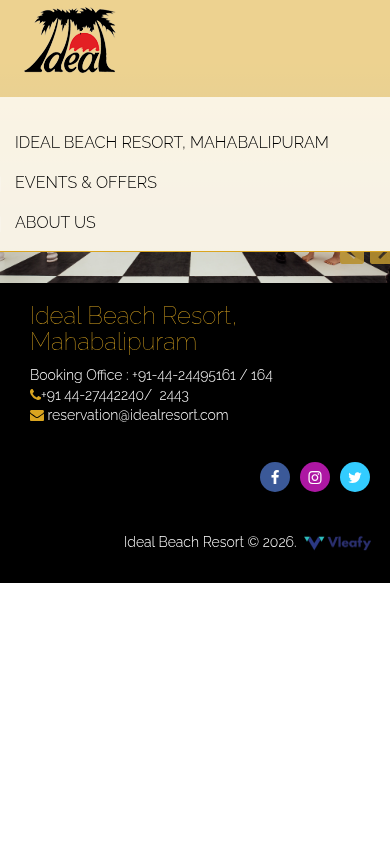 Ideal
IDEAL BEACH RESORT, MAHABALIPURAM
EVENTS & OFFERS
ABOUT US
Ideal Beach Resort,
Mahabalipuram
Booking Office : +91-44-24495161 / 164
+91 44-27442240/ 2443
reservation@idealresort.com
Ideal Beach Resort © 2026. Vleafy